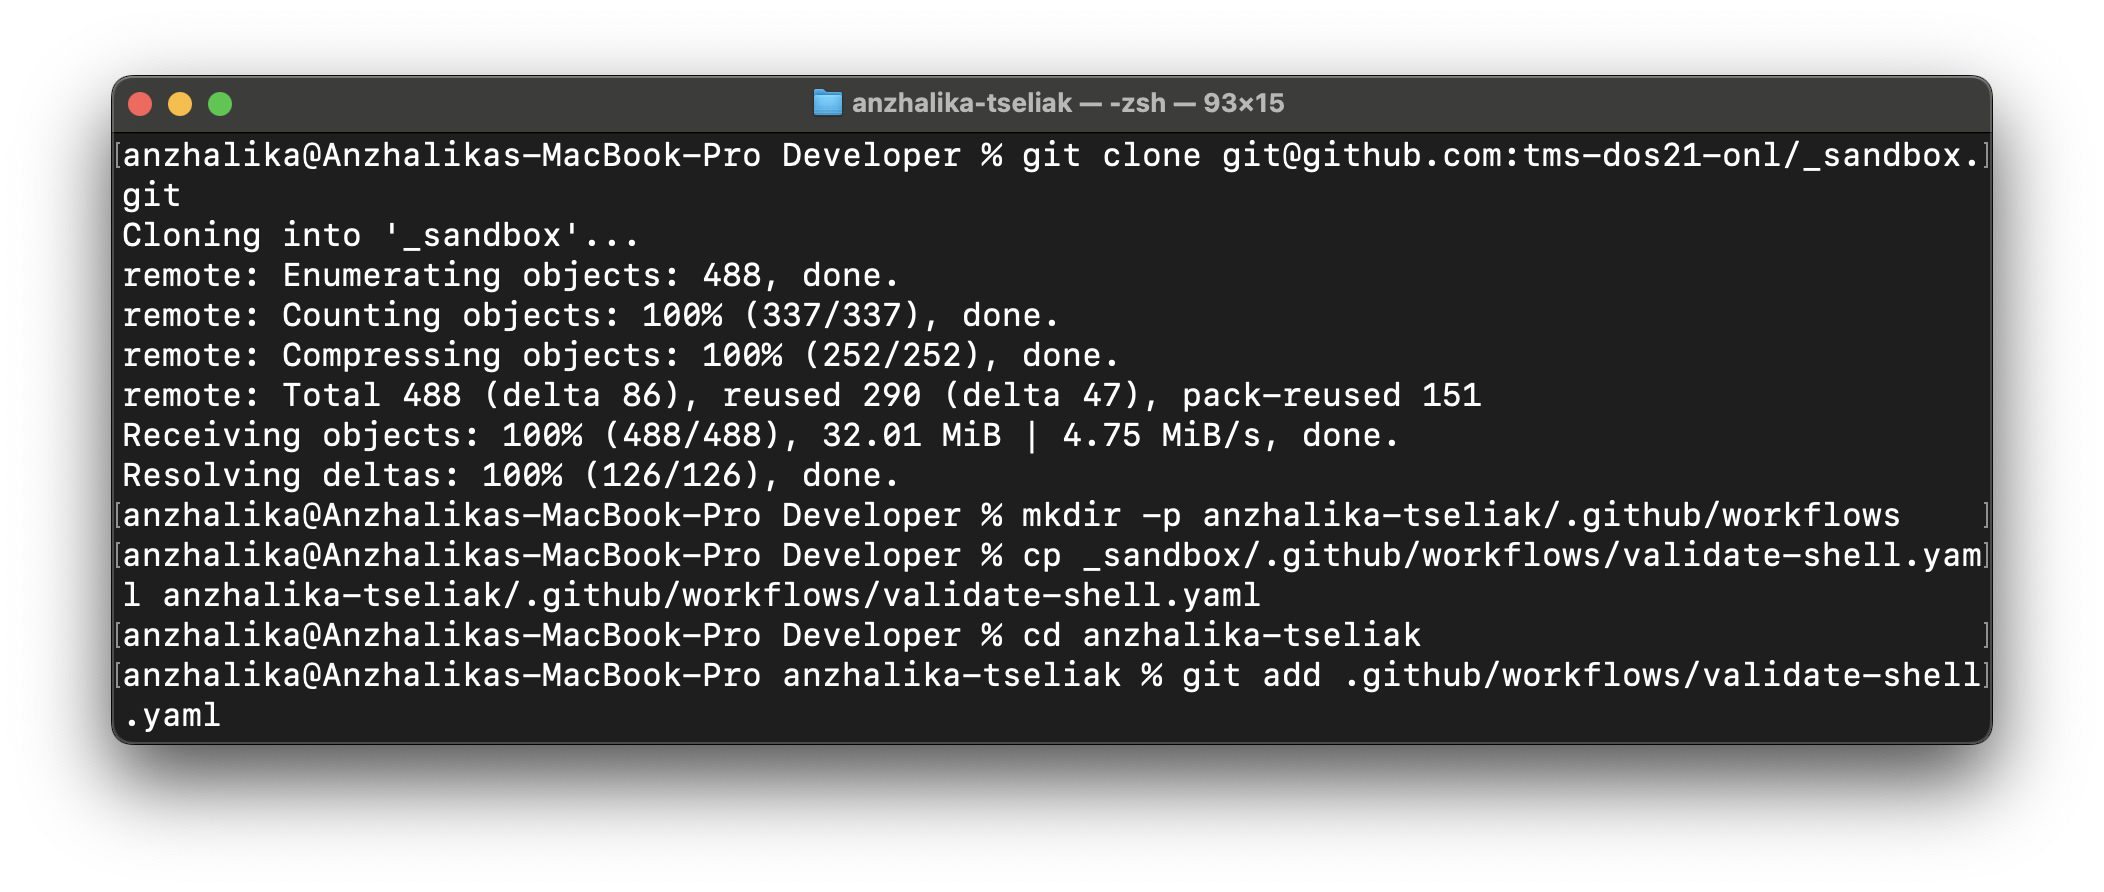 anzhalika-tseliak — -zsh — 93×15
[anzhalika@Anzhalikas-MacBook-Pro Developer % git clone git@github.com:tms-dos21-onl/_sandbox.]
git
Cloning into '_sandbox'...
remote: Enumerating objects: 488, done.
remote: Counting objects: 100% (337/337), done.
remote: Compressing objects: 100% (252/252), done.
remote: Total 488 (delta 86), reused 290 (delta 47), pack-reused 151
Receiving objects: 100% (488/488), 32.01 MiB | 4.75 MiB/s, done.
Resolving deltas: 100% (126/126), done.
[anzhalika@Anzhalikas-MacBook-Pro Developer % mkdir -p anzhalika-tseliak/.github/workflows    ]
[anzhalika@Anzhalikas-MacBook-Pro Developer % cp _sandbox/.github/workflows/validate-shell.yam]
l anzhalika-tseliak/.github/workflows/validate-shell.yaml
[anzhalika@Anzhalikas-MacBook-Pro Developer % cd anzhalika-tseliak                            ]
[anzhalika@Anzhalikas-MacBook-Pro anzhalika-tseliak % git add .github/workflows/validate-shell]
.yaml